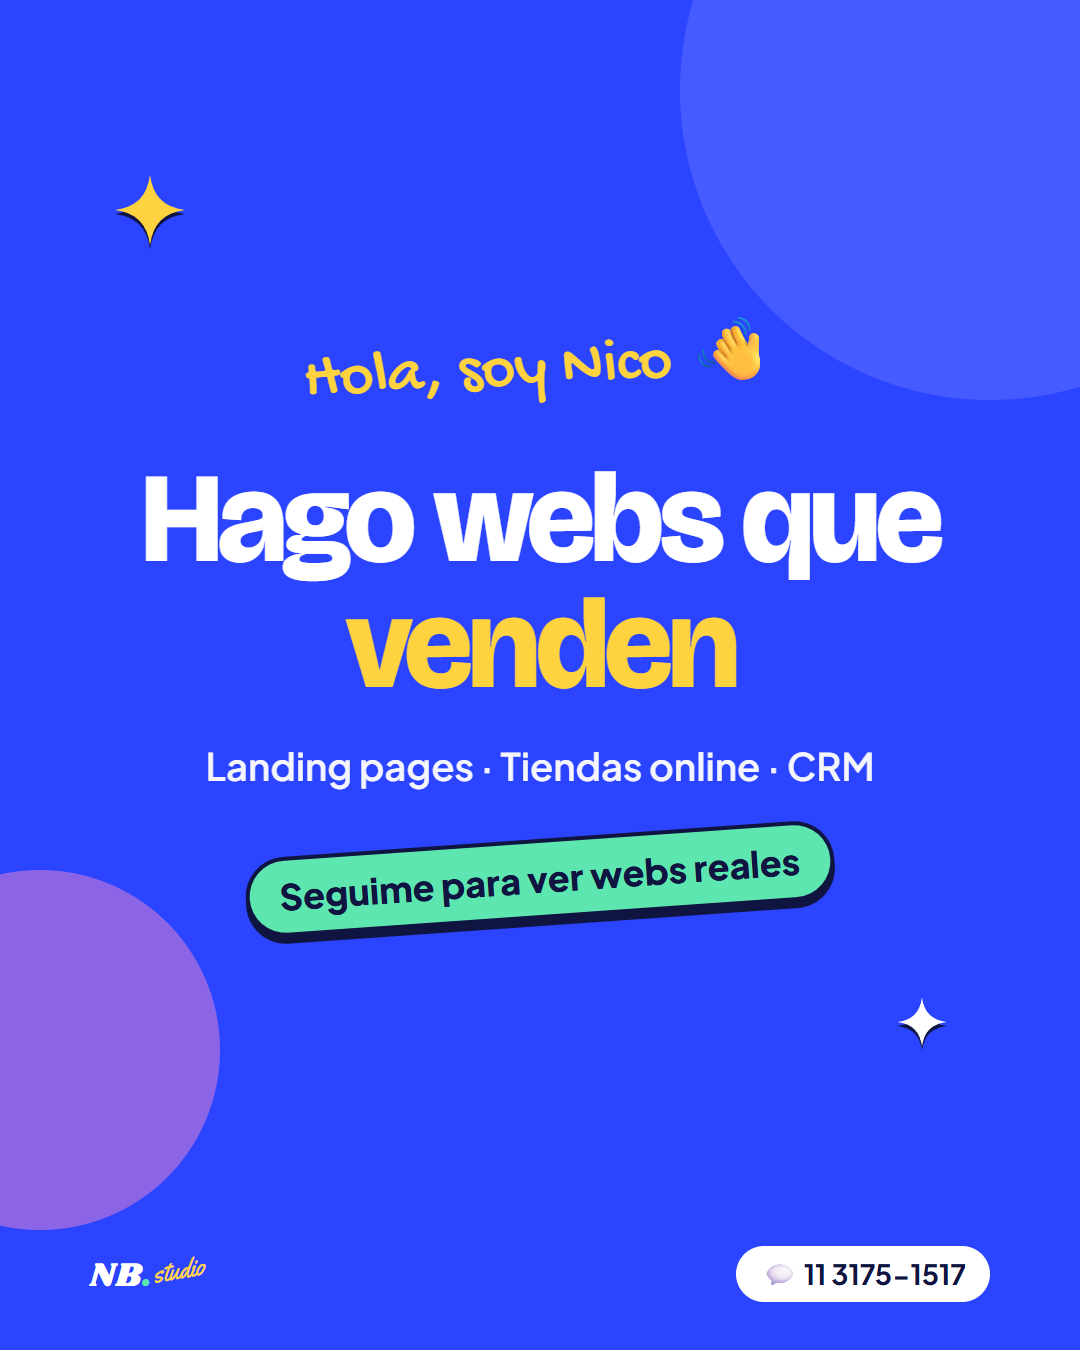 Hola, soy Nico 👋
Hago webs que
venden
Landing pages · Tiendas online · CRM
Seguime para ver webs reales
NB. studio
💬 11 3175-1517